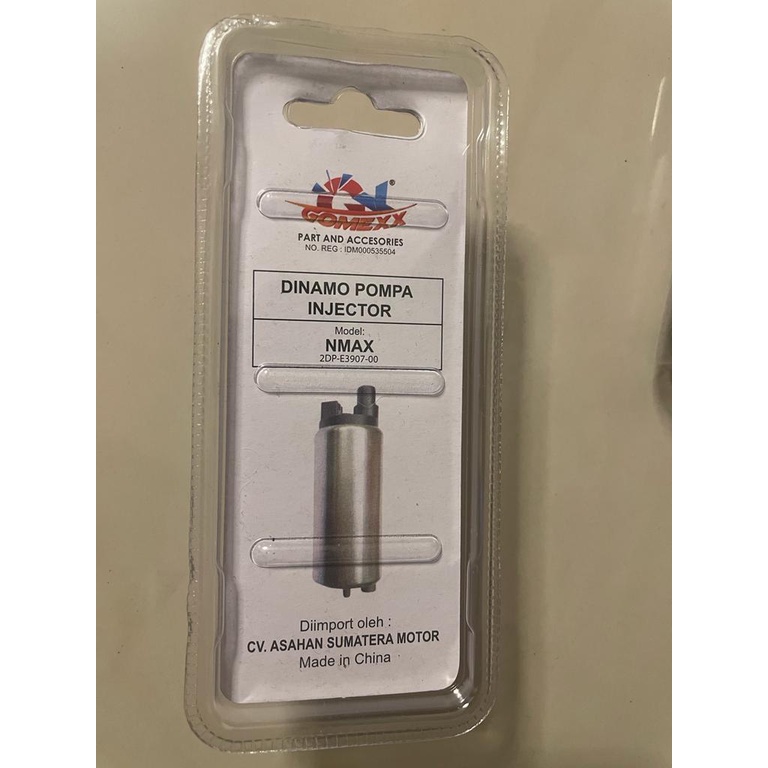 GOMEXX
®
PART AND ACCESORIES
NO. REG : IDM000535504
DINAMO POMPA
INJECTOR
Model:
NMAX
2DP-E3907-00
Diimport oleh :
CV. ASAHAN SUMATERA MOTOR
Made in China